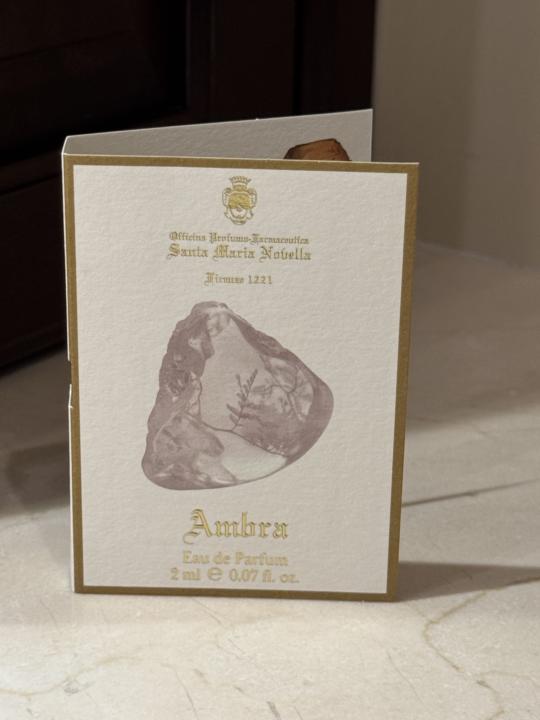 Officina Profumo-Farmaceutica
Santa Maria Novella
Firenze 1221
Ambra
Eau de Parfum
2 ml ℮ 0.07 fl. oz.